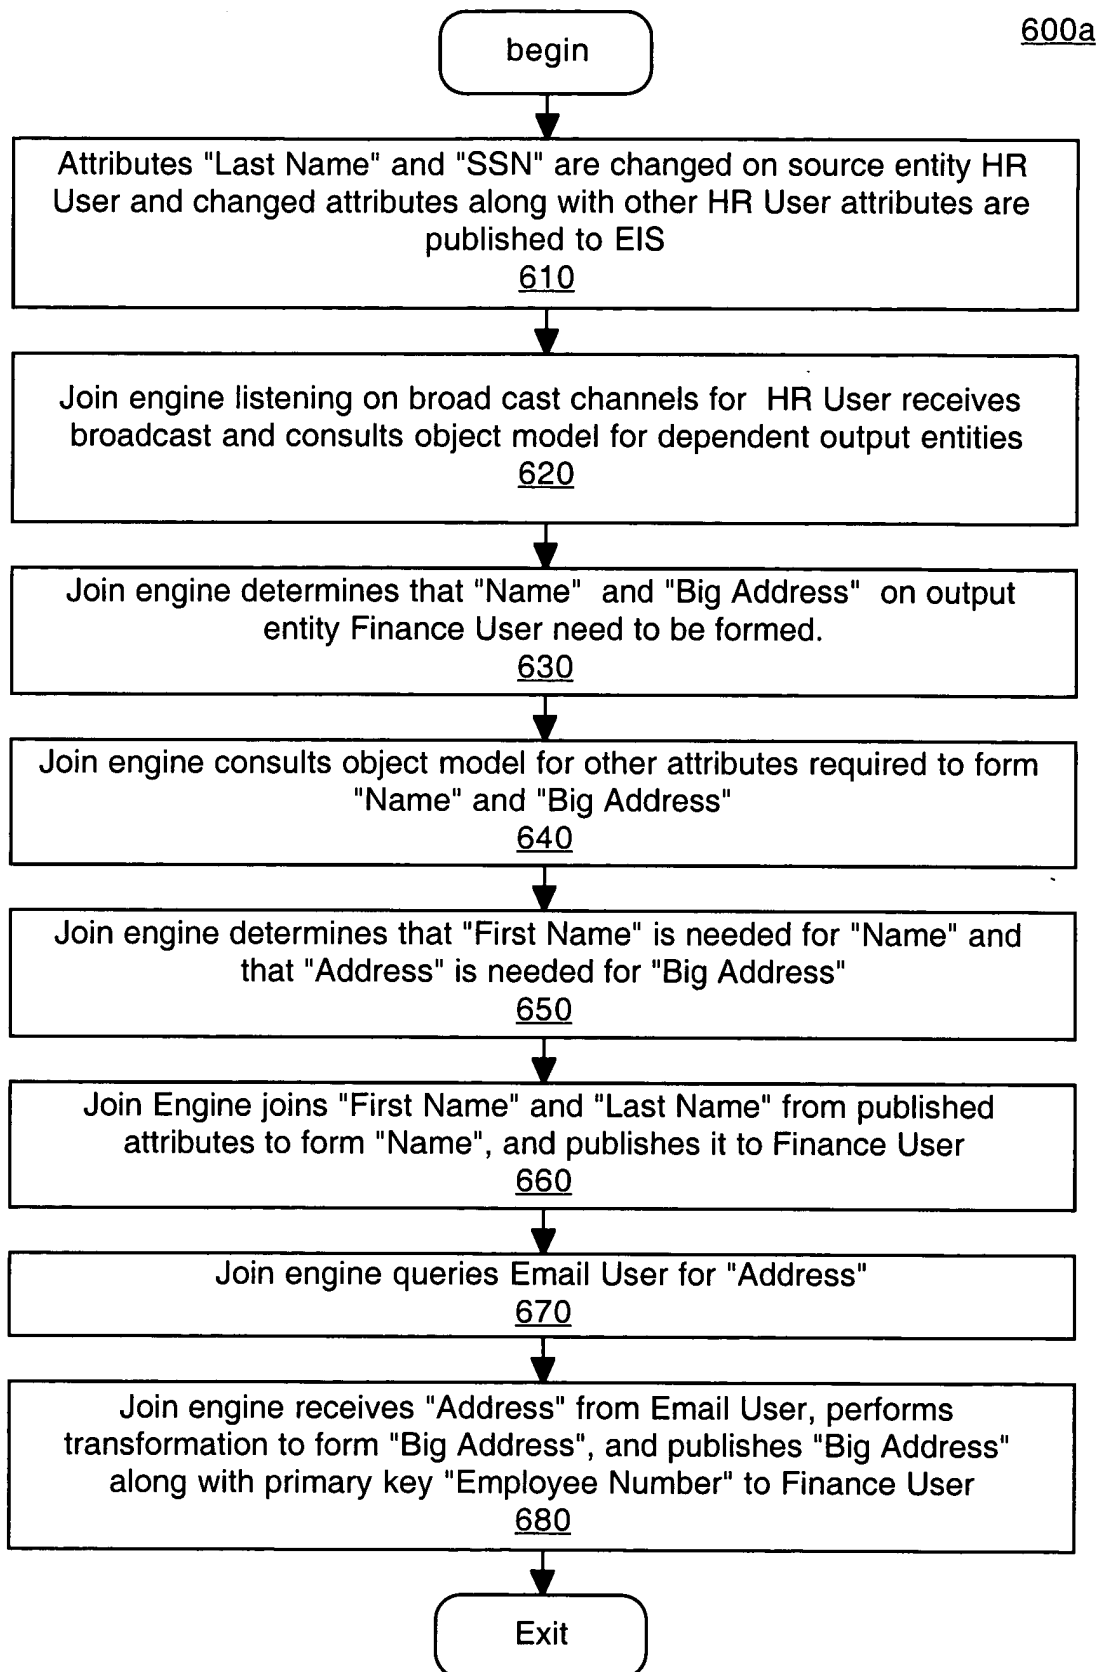 600a
begin
Attributes "Last Name" and "SSN" are changed on source entity HR
User and changed attributes along with other HR User attributes are
published to EIS
610
Join engine listening on broad cast channels for HR User receives
broadcast and consults object model for dependent output entities
620
Join engine determines that "Name" and "Big Address" on output
entity Finance User need to be formed.
630
Join engine consults object model for other attributes required to form
"Name" and "Big Address"
640
Join engine determines that "First Name" is needed for "Name" and
that "Address" is needed for "Big Address"
650
Join Engine joins "First Name" and "Last Name" from published
attributes to form "Name", and publishes it to Finance User
660
Join engine queries Email User for "Address"
670
Join engine receives "Address" from Email User, performs
transformation to form "Big Address", and publishes "Big Address"
along with primary key "Employee Number" to Finance User
680
Exit